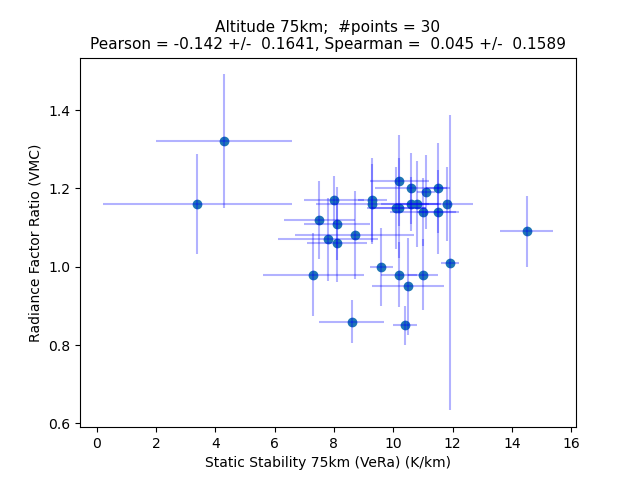 Altitude 75km;  #points = 30
Pearson = -0.142 +/-  0.1641, Spearman =  0.045 +/-  0.1589
1.4
1.2
1.0
0.8
0.6
Radiance Factor Ratio (VMC)
0 2 4 6 8 10 12 14 16
Static Stability 75km (VeRa) (K/km)